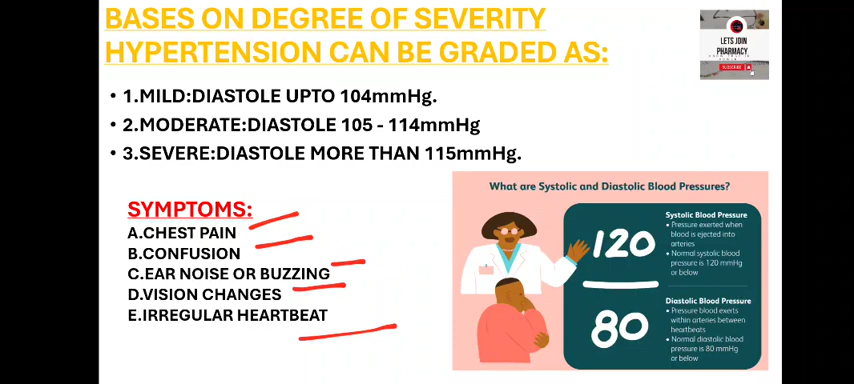 BASES ON DEGREE OF SEVERITY
HYPERTENSION CAN BE GRADED AS:
LETS JOIN
PHARMACY
SUBSCRIBE
• 1.MILD:DIASTOLE UPTO 104mmHg.
• 2.MODERATE:DIASTOLE 105 - 114mmHg
• 3.SEVERE:DIASTOLE MORE THAN 115mmHg.
SYMPTOMS:
A.CHEST PAIN
B.CONFUSION
C.EAR NOISE OR BUZZING
D.VISION CHANGES
E.IRREGULAR HEARTBEAT
What are Systolic and Diastolic Blood Pressures?
120
80
Systolic Blood Pressure
• Pressure exerted when
blood is ejected into
arteries
• Normal systolic blood
pressure is 120 mmHg
or below
Diastolic Blood Pressure
• Pressure blood exerts
within arteries between
heartbeats
• Normal diastolic blood
pressure is 80 mmHg
or below